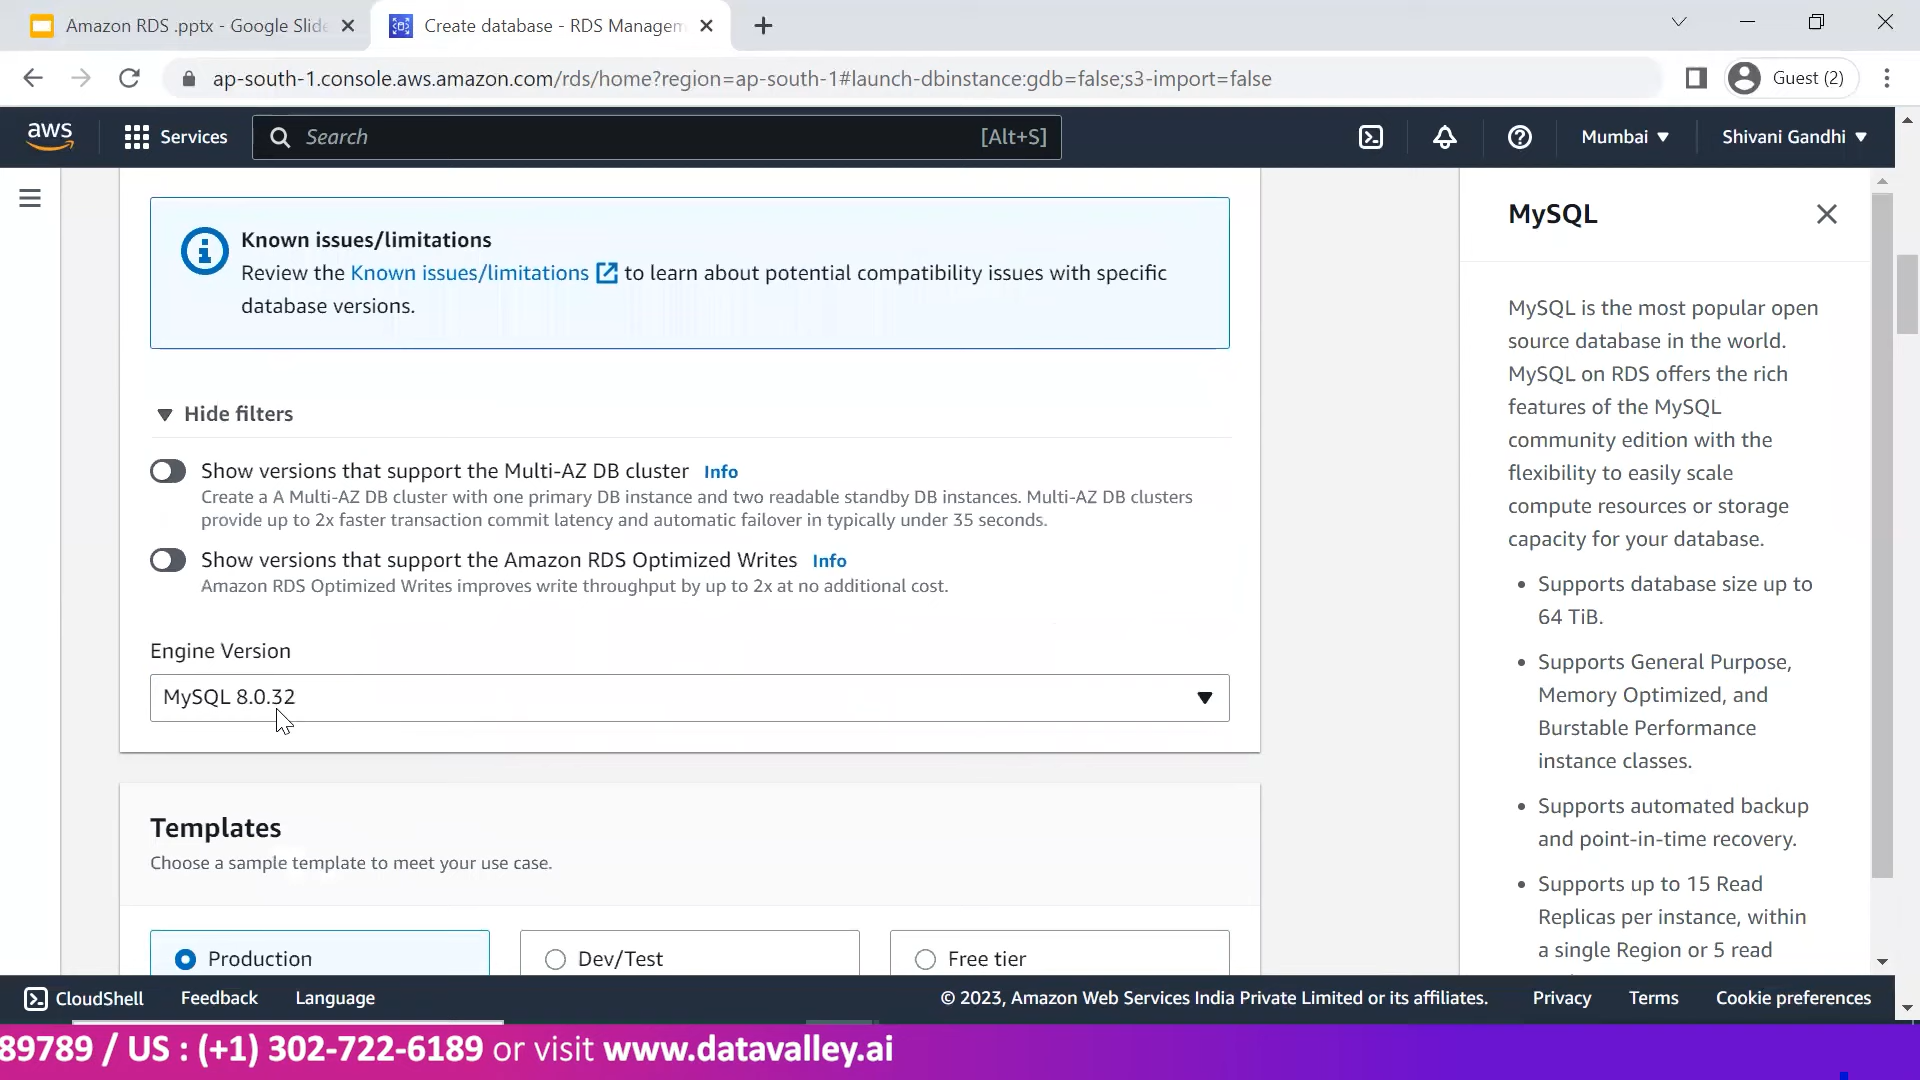 Amazon RDS .pptx - Google Slide
Create database - RDS Managem
ap-south-1.console.aws.amazon.com/rds/home?region=ap-south-1#launch-dbinstance:gdb=false;s3-import=false
Guest (2)
aws
Services
Search
[Alt+S]
Mumbai
Shivani Gandhi
Known issues/limitations
Review the Known issues/limitations to learn about potential compatibility issues with specific
database versions.
Hide filters
Show versions that support the Multi-AZ DB cluster Info
Create a A Multi-AZ DB cluster with one primary DB instance and two readable standby DB instances. Multi-AZ DB clusters
provide up to 2x faster transaction commit latency and automatic failover in typically under 35 seconds.
Show versions that support the Amazon RDS Optimized Writes Info
Amazon RDS Optimized Writes improves write throughput by up to 2x at no additional cost.
Engine Version
MySQL 8.0.32
Templates
Choose a sample template to meet your use case.
Production
Dev/Test
Free tier
MySQL
MySQL is the most popular open
source database in the world.
MySQL on RDS offers the rich
features of the MySQL
community edition with the
flexibility to easily scale
compute resources or storage
capacity for your database.
• Supports database size up to
64 TiB.
• Supports General Purpose,
Memory Optimized, and
Burstable Performance
instance classes.
• Supports automated backup
and point-in-time recovery.
• Supports up to 15 Read
Replicas per instance, within
a single Region or 5 read
CloudShell
Feedback
Language
© 2023, Amazon Web Services India Private Limited or its affiliates.
Privacy
Terms
Cookie preferences
89789 / US : (+1) 302-722-6189 or visit www.datavalley.ai